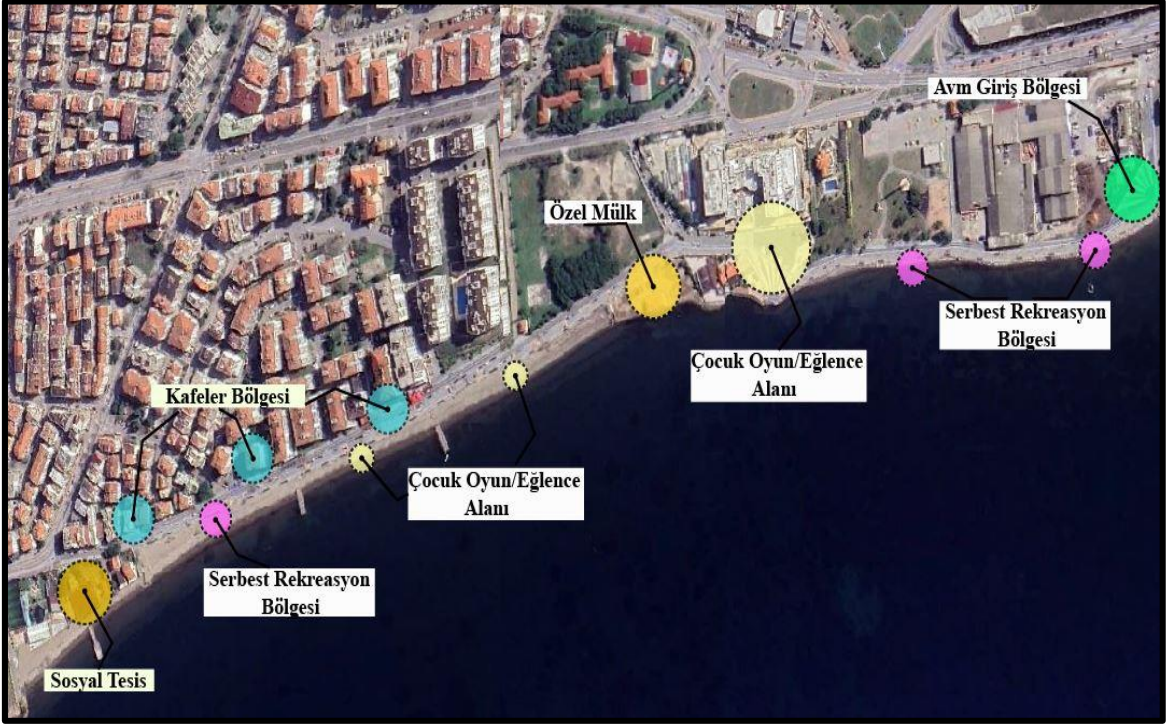 Avm Giriş Bölgesi
Özel Mülk
Serbest Rekreasyon
Bölgesi
Çocuk Oyun/Eğlence
Alanı
Kafeler Bölgesi
Çocuk Oyun/Eğlence
Alanı
Serbest Rekreasyon
Bölgesi
Sosyal Tesis